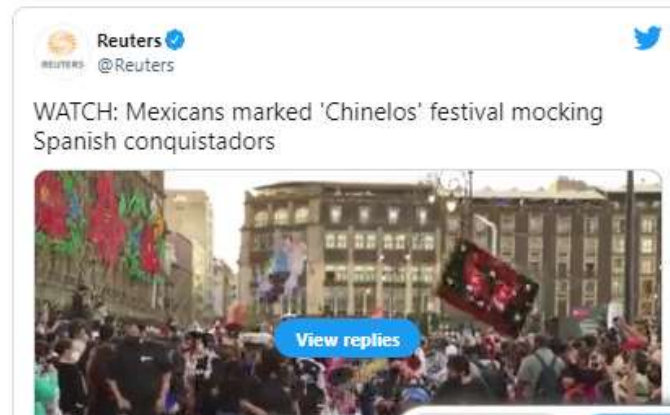 Reuters
REUTERS
@Reuters
WATCH: Mexicans marked 'Chinelos' festival mocking
Spanish conquistadors
View replies